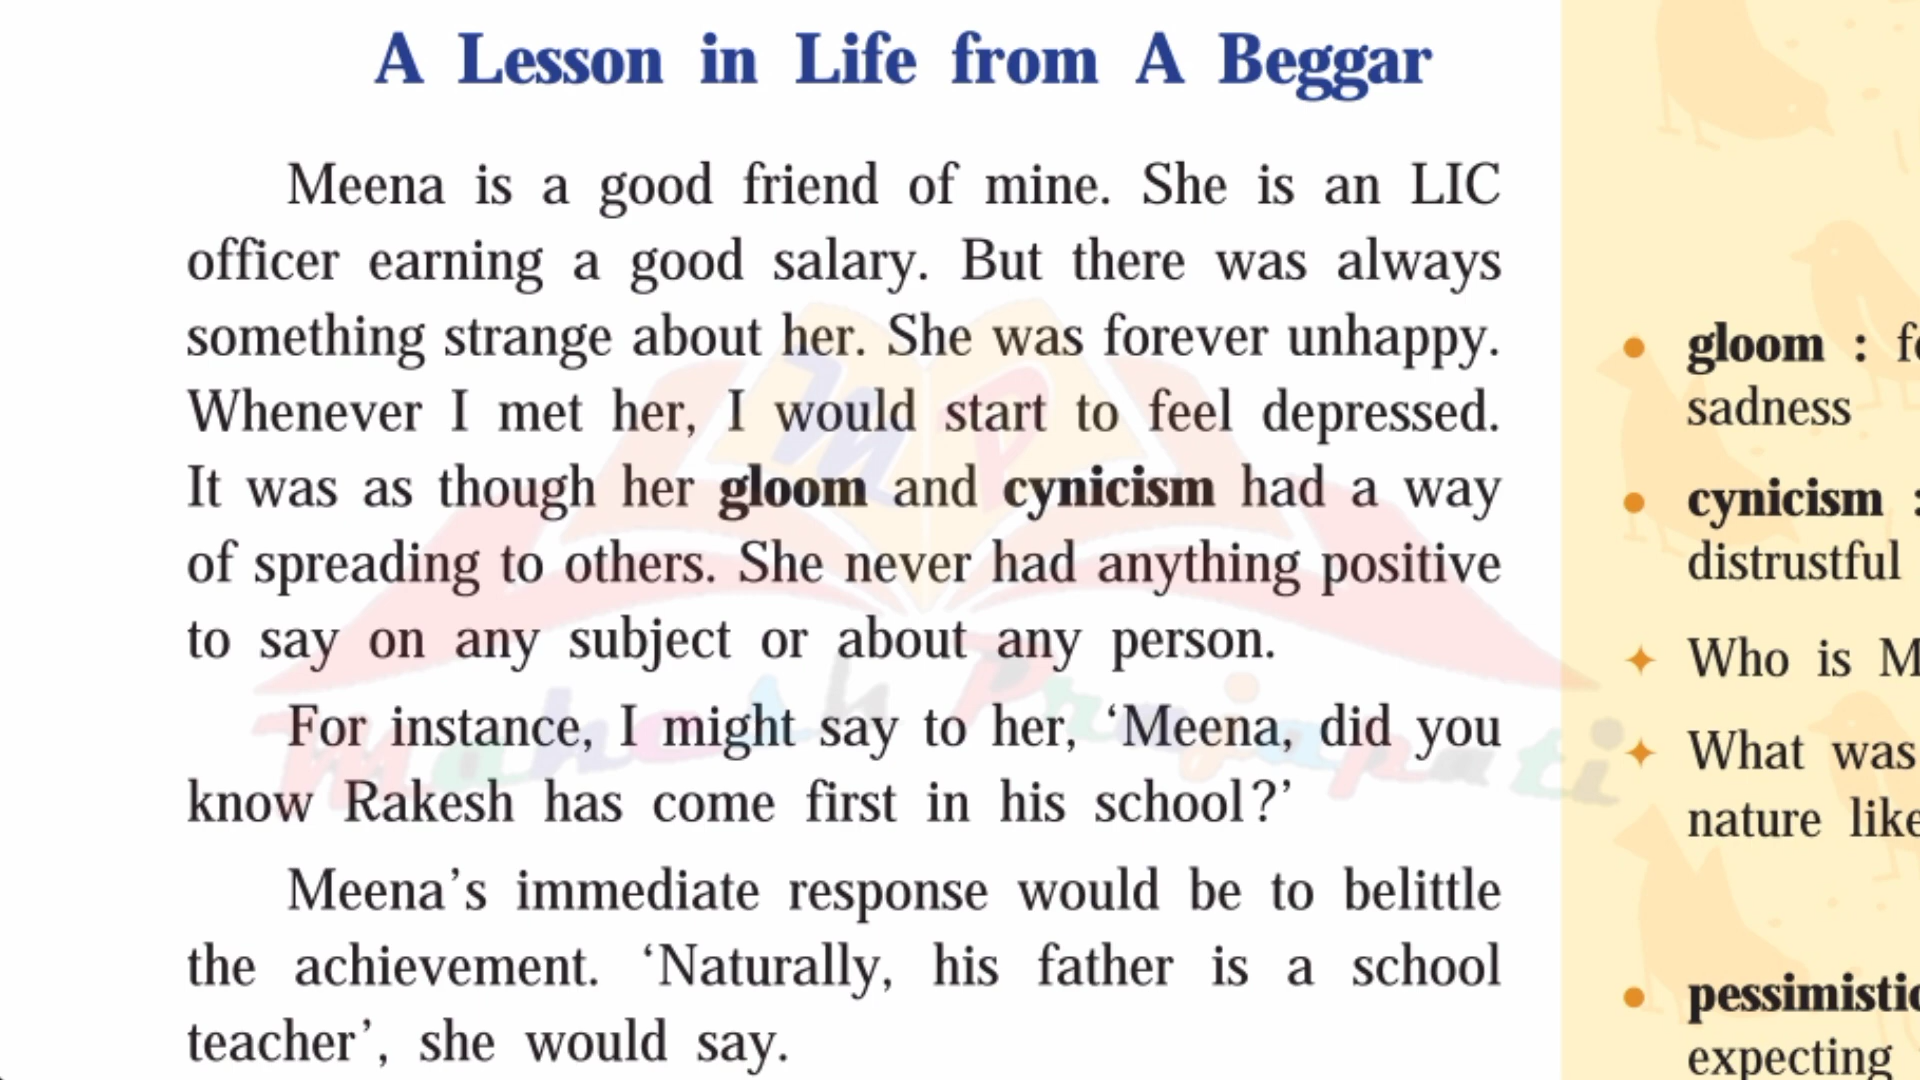 A Lesson in Life from A Beggar
Meena is a good friend of mine. She is an LIC
officer earning a good salary. But there was always
something strange about her. She was forever unhappy.
Whenever I met her, I would start to feel depressed.
It was as though her gloom and cynicism had a way
of spreading to others. She never had anything positive
to say on any subject or about any person.
For instance, I might say to her, ‘Meena, did you
know Rakesh has come first in his school?’
Meena’s immediate response would be to belittle
the achievement. ‘Naturally, his father is a school
teacher’, she would say.
gloom :
sadness
cynicism :
distrustful
Who is
What was
nature like
pessimistic
expecting
MP
Mahesh Prajapati